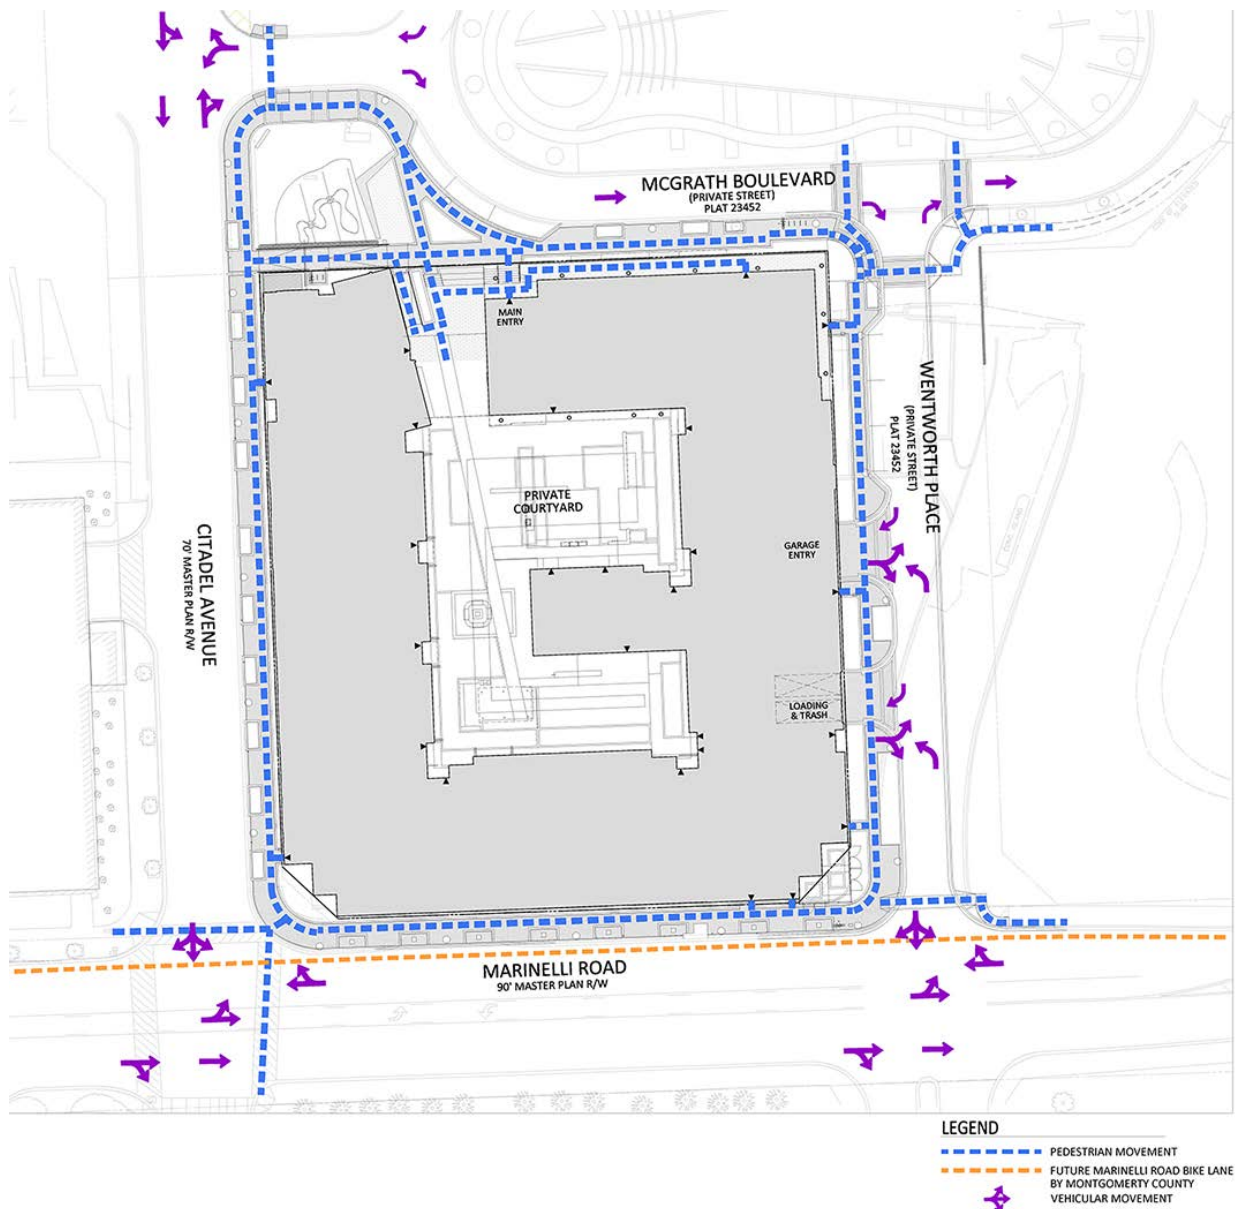 MCGRATH BOULEVARD
(PRIVATE STREET)
PLAT 23452
MAIN
ENTRY
WENTWORTH PLACE
(PRIVATE STREET)
PLAT 23452
PRIVATE
COURTYARD
GARAGE
ENTRY
CITADEL AVENUE
70' MASTER PLAN R/W
LOADING
& TRASH
MARINELLI ROAD
90' MASTER PLAN R/W
LEGEND
PEDESTRIAN MOVEMENT
FUTURE MARINELLI ROAD BIKE LANE
BY MONTGOMERTY COUNTY
VEHICULAR MOVEMENT